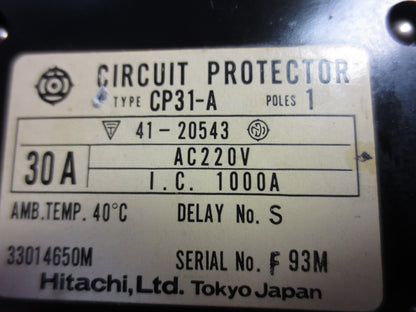 CIRCUIT PROTECTOR
TYPE CP31-A POLES 1
41-20543
30A AC220V
I.C. 1000A
AMB.TEMP. 40°C DELAY No. S
33014650M SERIAL No. F 93M
Hitachi, Ltd. Tokyo Japan